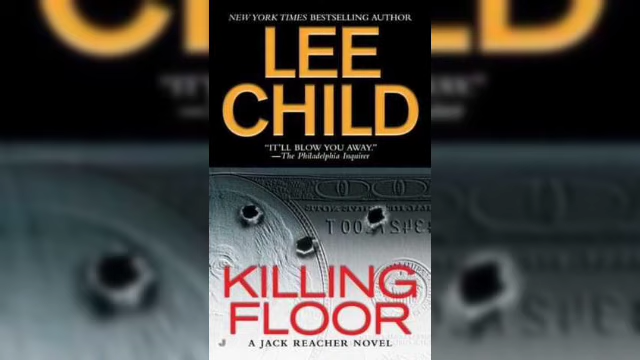 NEW YORK TIMES BESTSELLING AUTHOR
LEE
CHILD
"IT'LL BLOW YOU AWAY."
—The Philadelphia Inquirer
KILLING
FLOOR
A JACK REACHER NOVEL